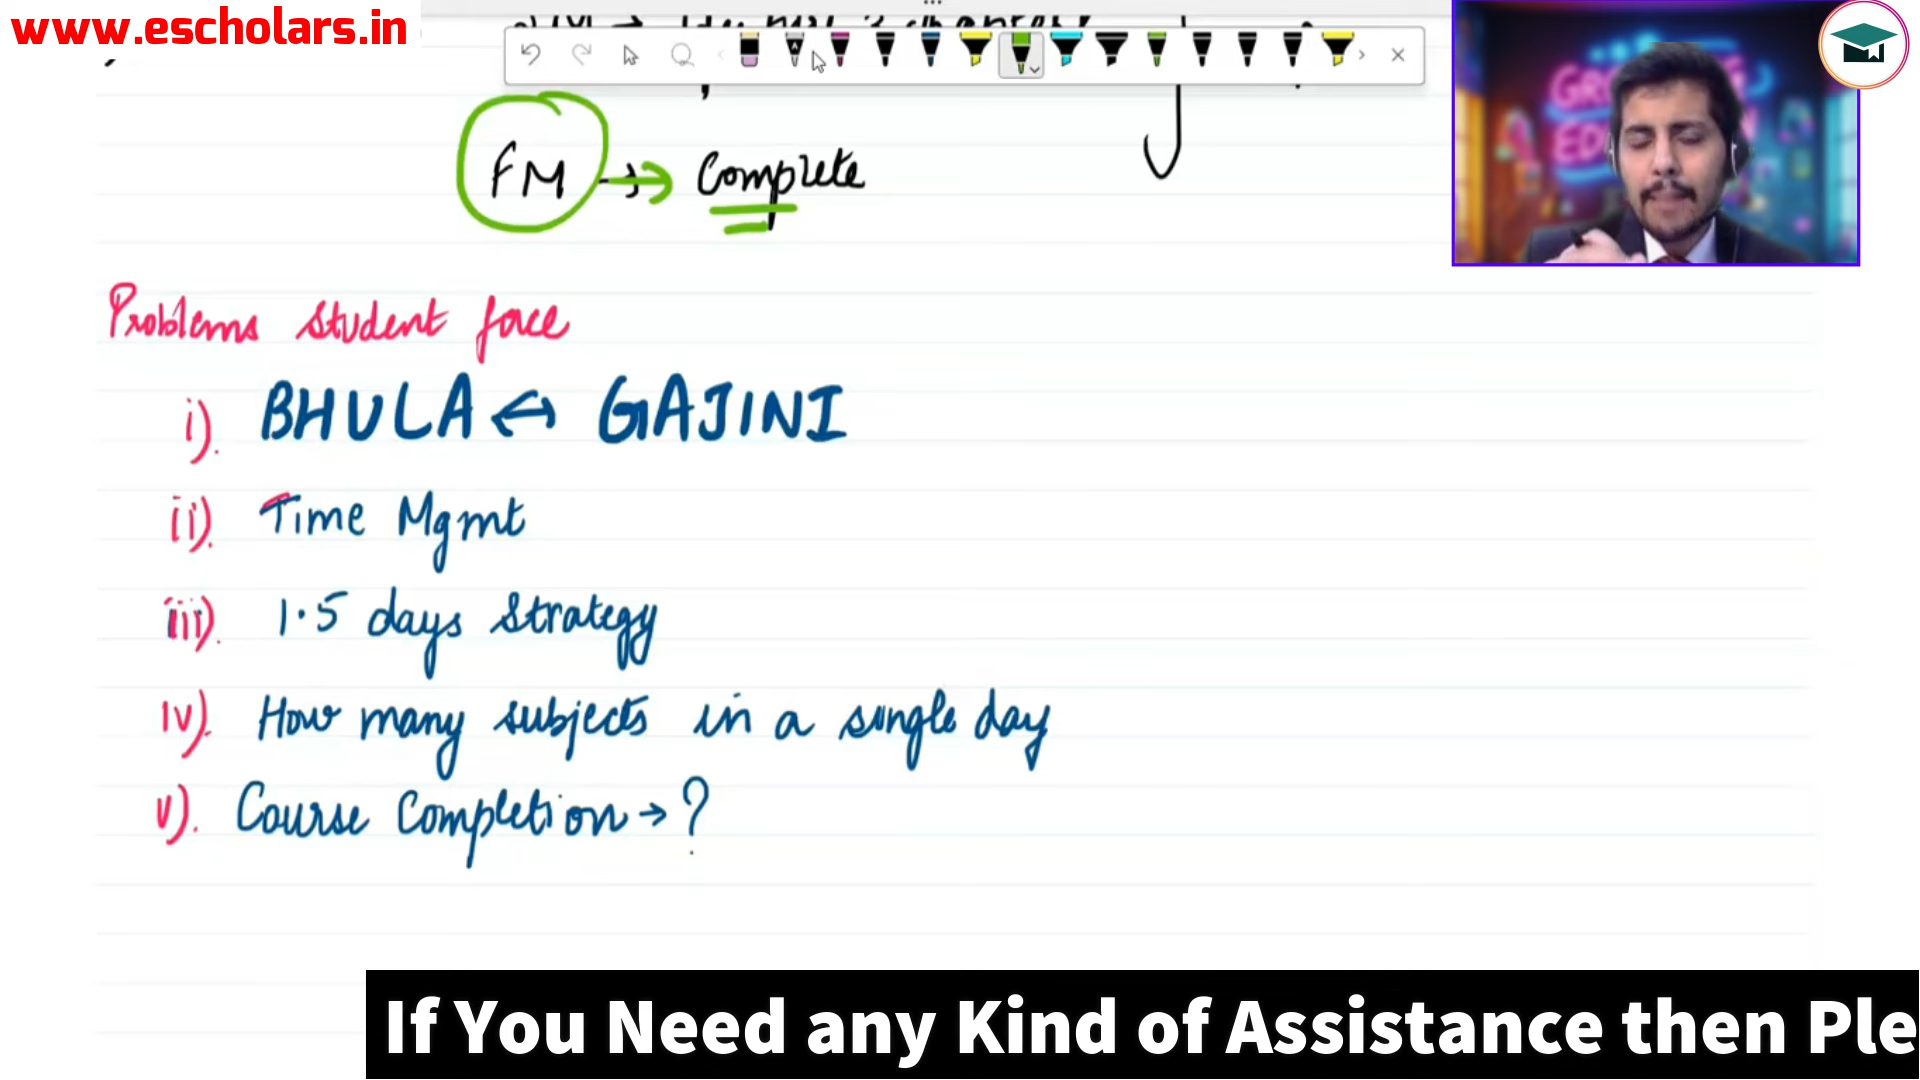 www.escholars.in
FM → Complete
Problems student face
i). BHULA ↔ GAJINI
ii). Time Mgmt
iii). 1.5 days Strategy
iv). How many subjects in a single day
v). Course Completion → ?
If You Need any Kind of Assistance then Ple